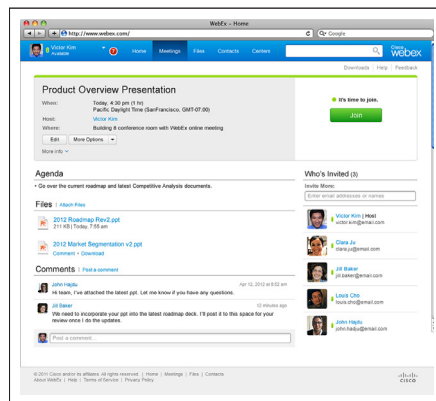 WebEx - Home
http://www.webex.com/
Google
Victor Kim
Available
?
Home Meetings Files Contacts Centers
Cisco
webex
Downloads | Help | Feedback
Product Overview Presentation
When: Today, 4:30 pm (1 hr)
Pacific Daylight Time (SanFrancisco, GMT-07:00)
Host: Victor Kim
Where: Building 8 conference room with WebEx online meeting
Edit More Options
More info
It's time to join.
Join
Agenda
• Go over the current roadmap and latest Competitive Analysis documents.
Files | Attach Files
2012 Roadmap Rev2.ppt
211 KB | Today, 7:55 am
2012 Market Segmentation v2.ppt
Comment • Download
Comments | Post a comment
John Hajdu Apr 12, 2012 at 8:52 am
Hi team, I've attached the latest ppt. Let me know if you have any questions.
Jill Baker 12 minutes ago
We need to incorporate your ppt into the latest roadmap deck. I'll post it to this space for your
review once I do the updates.
Post a comment...
Who's Invited (3)
Invite More:
Enter email addresses or names
Victor Kim | Host
victor.kim@email.com
Clara Ju
clara.ju@email.com
Jill Baker
jill.baker@email.com
Louis Cho
louis.cho@email.com
John Hajdu
john.hadju@email.com
© 2011 Cisco and/or its affiliates. All rights reserved. | Home | Meetings | Files | Contacts
About WebEx | Help | Terms of Service | Privacy Policy
CISCO